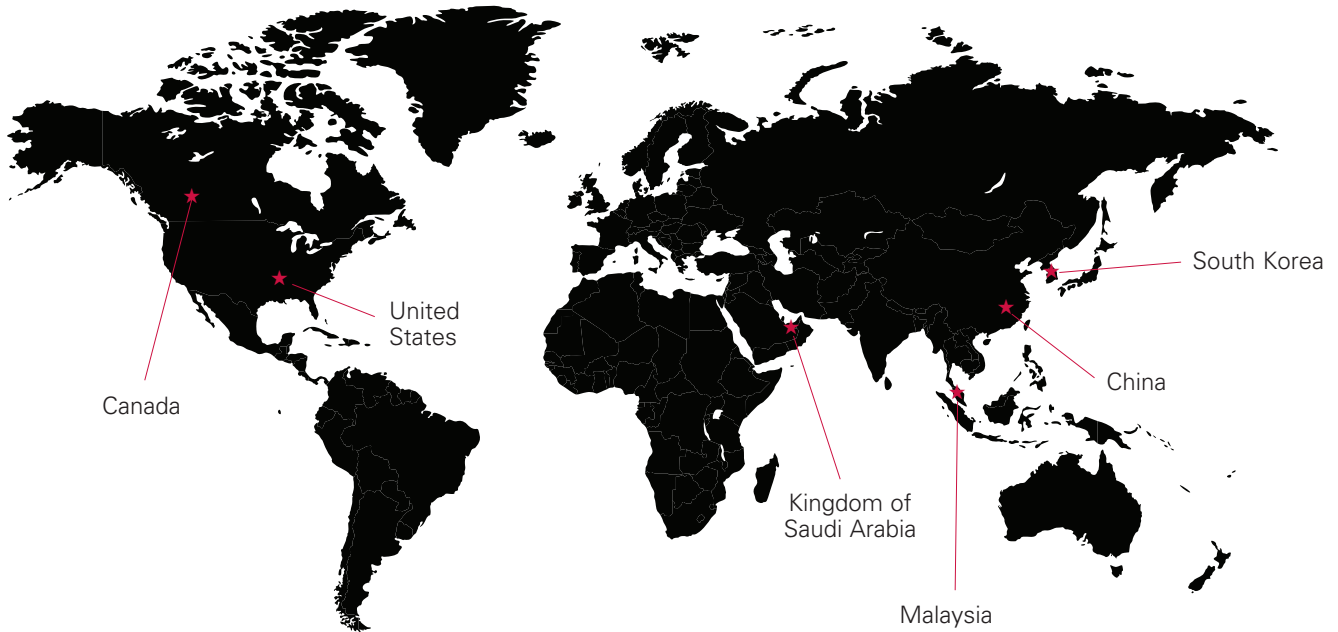 South Korea
United
States
China
Canada
Kingdom of
Saudi Arabia
Malaysia